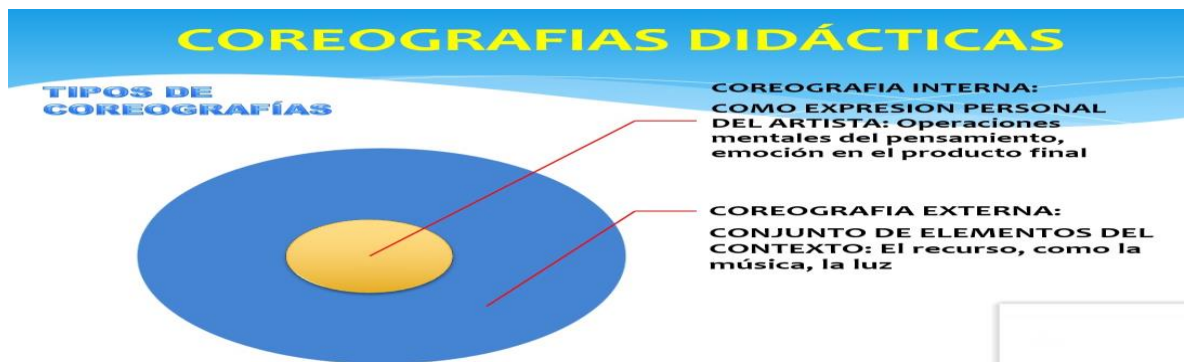 COREOGRAFIAS DIDÁCTICAS
TIPOS DE
COREOGRAFÍAS
COREOGRAFIA INTERNA:
COMO EXPRESION PERSONAL
DEL ARTISTA: Operaciones
mentales del pensamiento,
emoción en el producto final
COREOGRAFIA EXTERNA:
CONJUNTO DE ELEMENTOS DEL
CONTEXTO: El recurso, como la
música, la luz